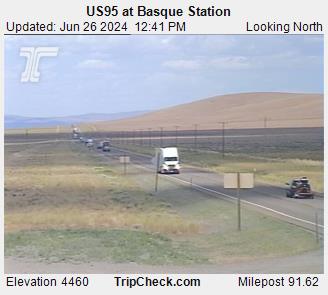 US95 at Basque Station
Updated: Jun 26 2024 12:41 PM Looking North
Elevation 4460 TripCheck.com Milepost 91.62